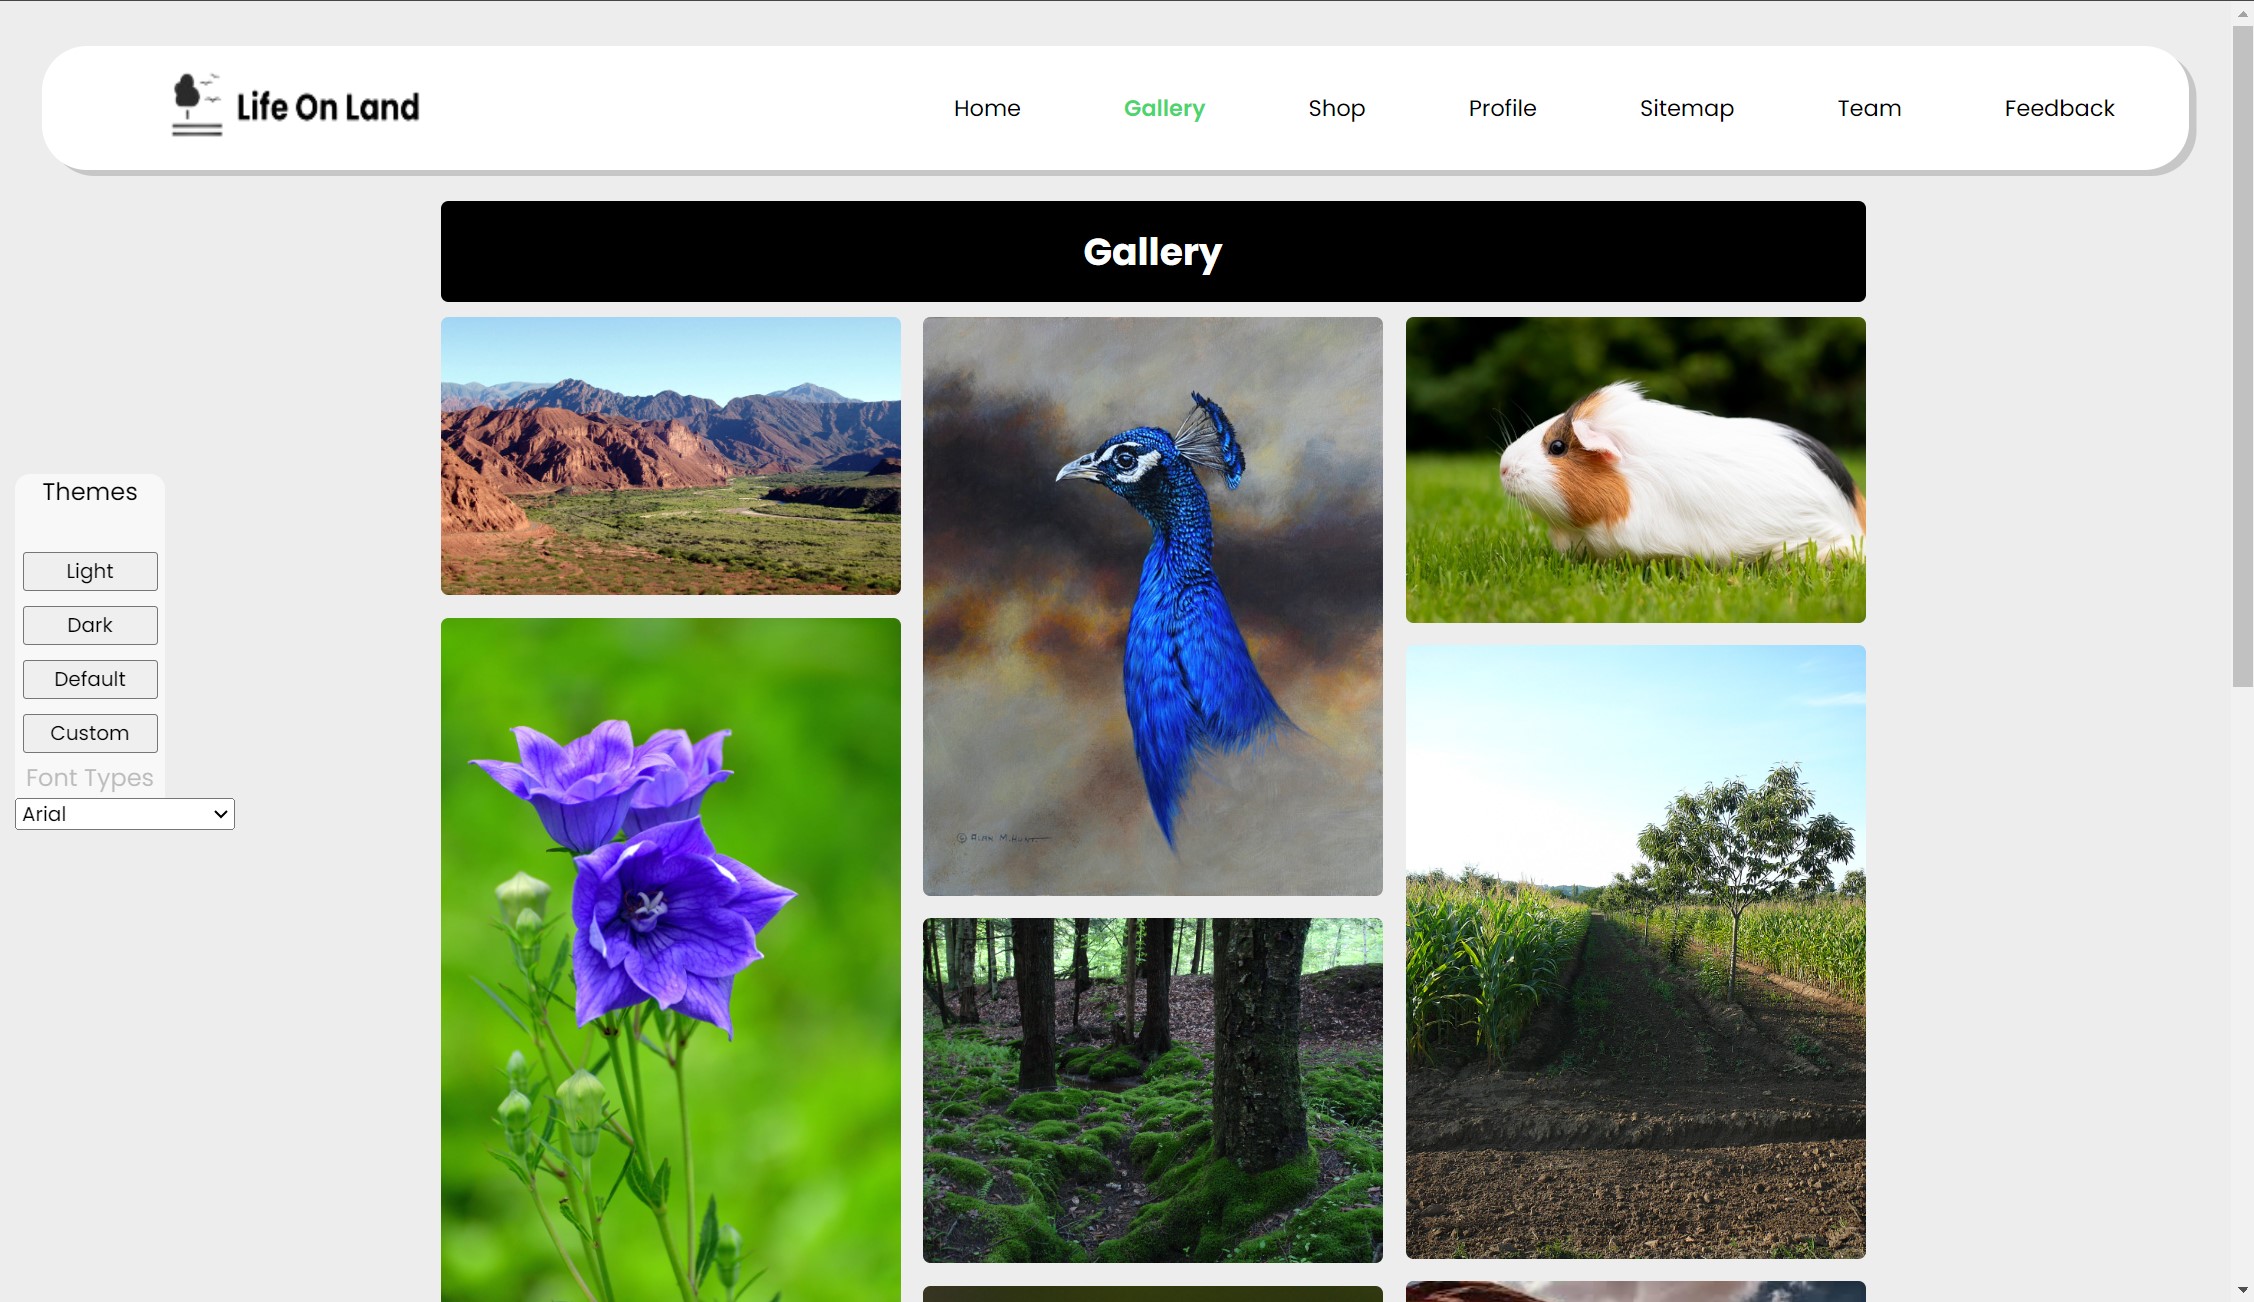 Life On Land
Home
Gallery
Shop
Profile
Sitemap
Team
Feedback
Gallery
Themes
Light
Dark
Default
Custom
Font Types
Arial